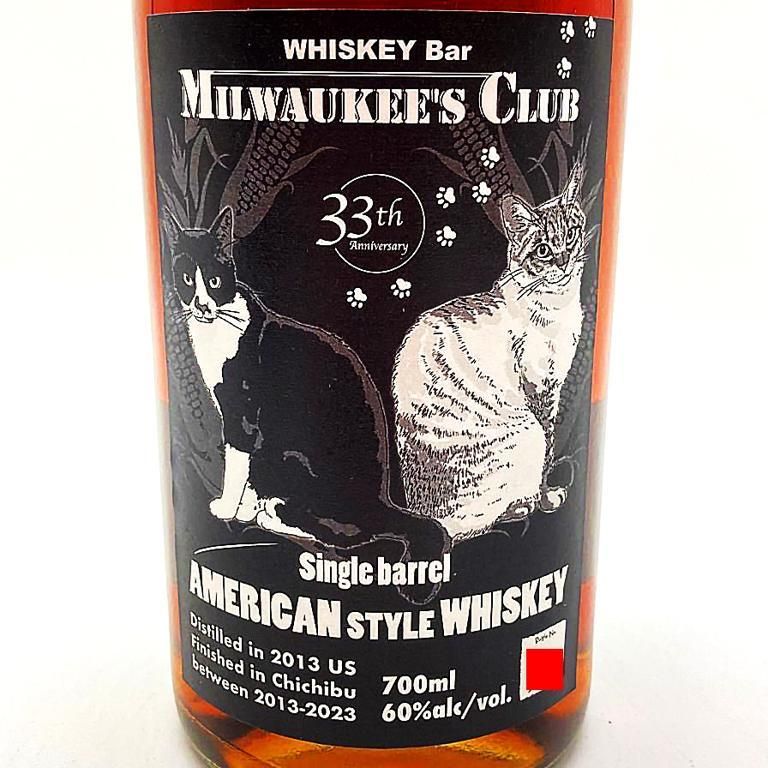 WHISKEY Bar
MILWAUKEE'S CLUB
33th
Anniversary
Single barrel
AMERICAN STYLE WHISKEY
Distilled in 2013 US
Finished in Chichibu
between 2013-2023
700ml
60%alc/vol.